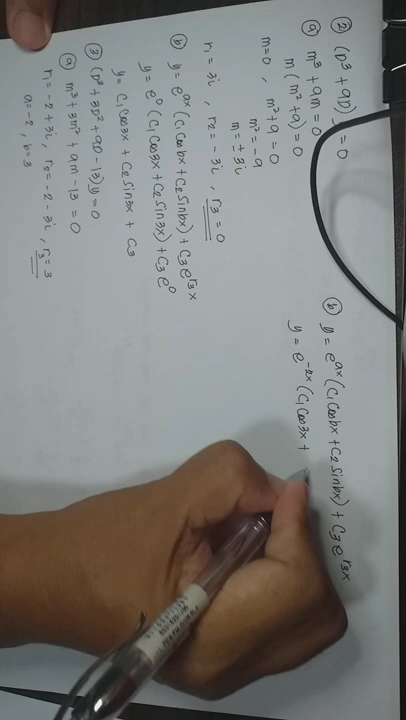 ② (D³ + 9D) = 0
ⓐ m³ + 9m = 0
m (m² + 9) = 0
m = 0 , m² + 9 = 0
m² = -9
m = ± 3i
r1 = 3i , r2 = - 3i , r3 = 0
ⓑ y = e^ax (C1 Cos bx + C2 Sin bx) + C3 e^r3x
y = e^0 (C1 Cos 3x + C2 Sin 3x) + C3 e^0
y = C1 Cos 3x + C2 Sin 3x + C3
③ (D³ + 3D² + 9D - 13) y = 0
ⓐ m³ + 3m² + 9m - 13 = 0
r1 = -2 + 3i , r2 = -2 - 3i , r3 = 3
a = -2 , b = 3
ⓑ y = e^ax (C1 Cos bx + C2 Sin bx) + C3 e^r3x
y = e^-2x (C1 Cos 3x +